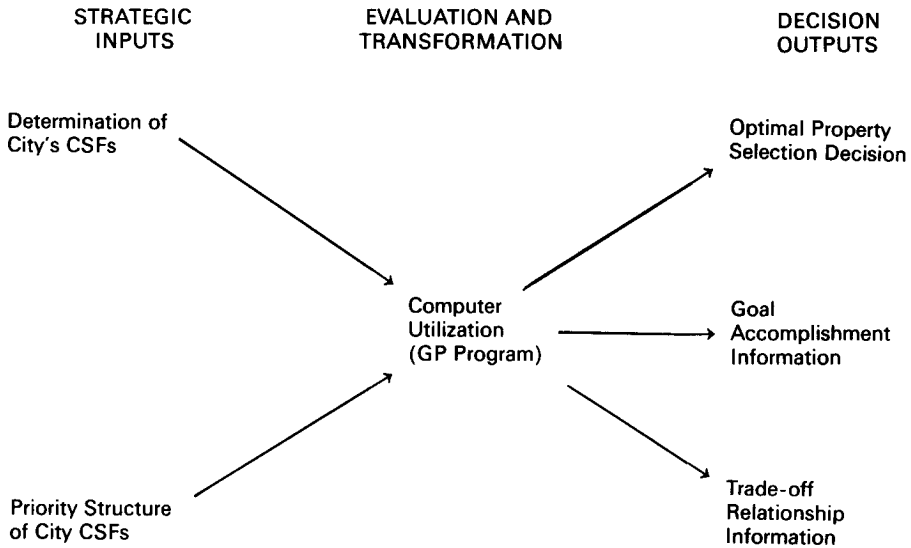 STRATEGIC
INPUTS
EVALUATION AND
TRANSFORMATION
DECISION
OUTPUTS
Determination of
City's CSFs
Priority Structure
of City CSFs
Computer
Utilization
(GP Program)
Optimal Property
Selection Decision
Goal
Accomplishment
Information
Trade-off
Relationship
Information